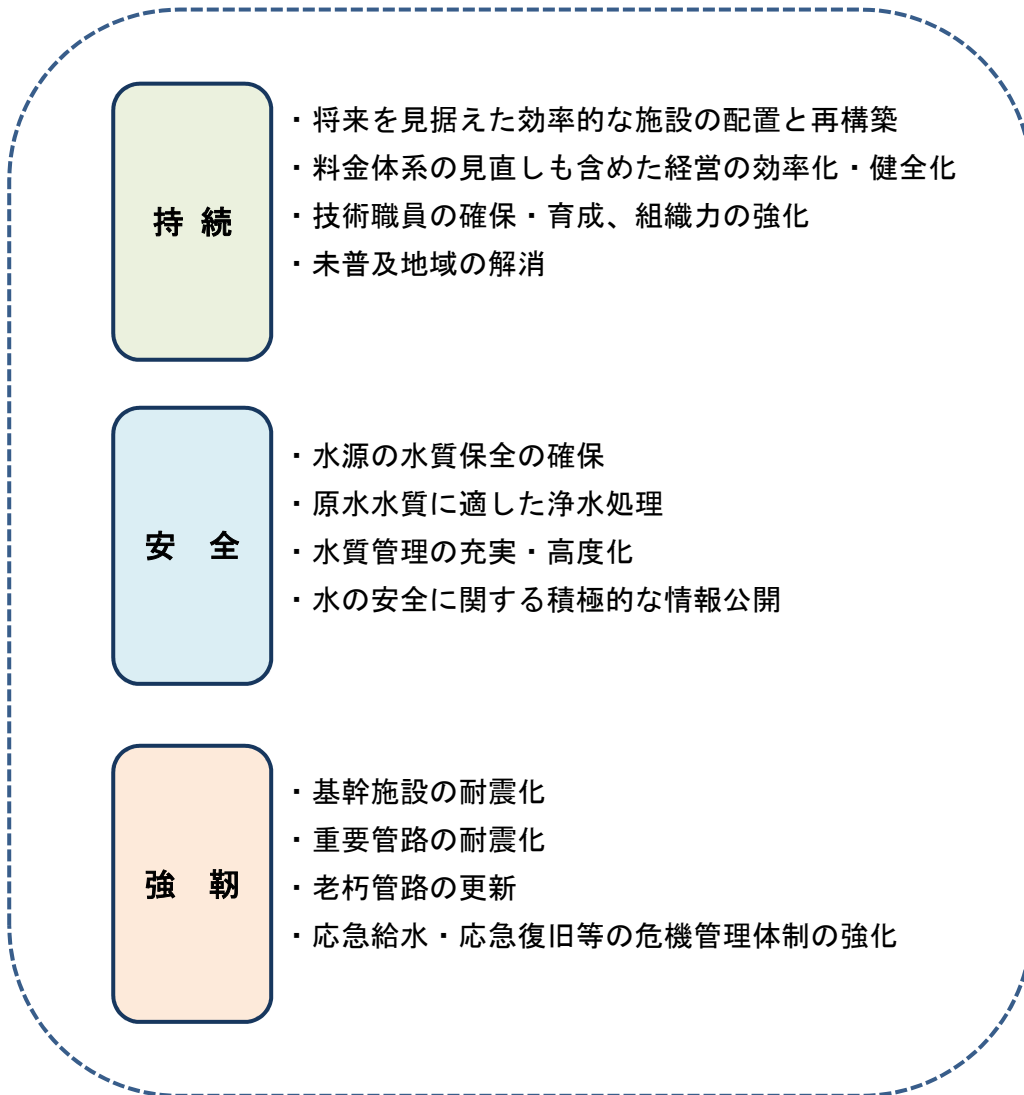 持 続
・将来を見据えた効率的な施設の配置と再構築
・料金体系の見直しも含めた経営の効率化・健全化
・技術職員の確保・育成、組織力の強化
・未普及地域の解消
安 全
・水源の水質保全の確保
・原水水質に適した浄水処理
・水質管理の充実・高度化
・水の安全に関する積極的な情報公開
強 靭
・基幹施設の耐震化
・重要管路の耐震化
・老朽管路の更新
・応急給水・応急復旧等の危機管理体制の強化